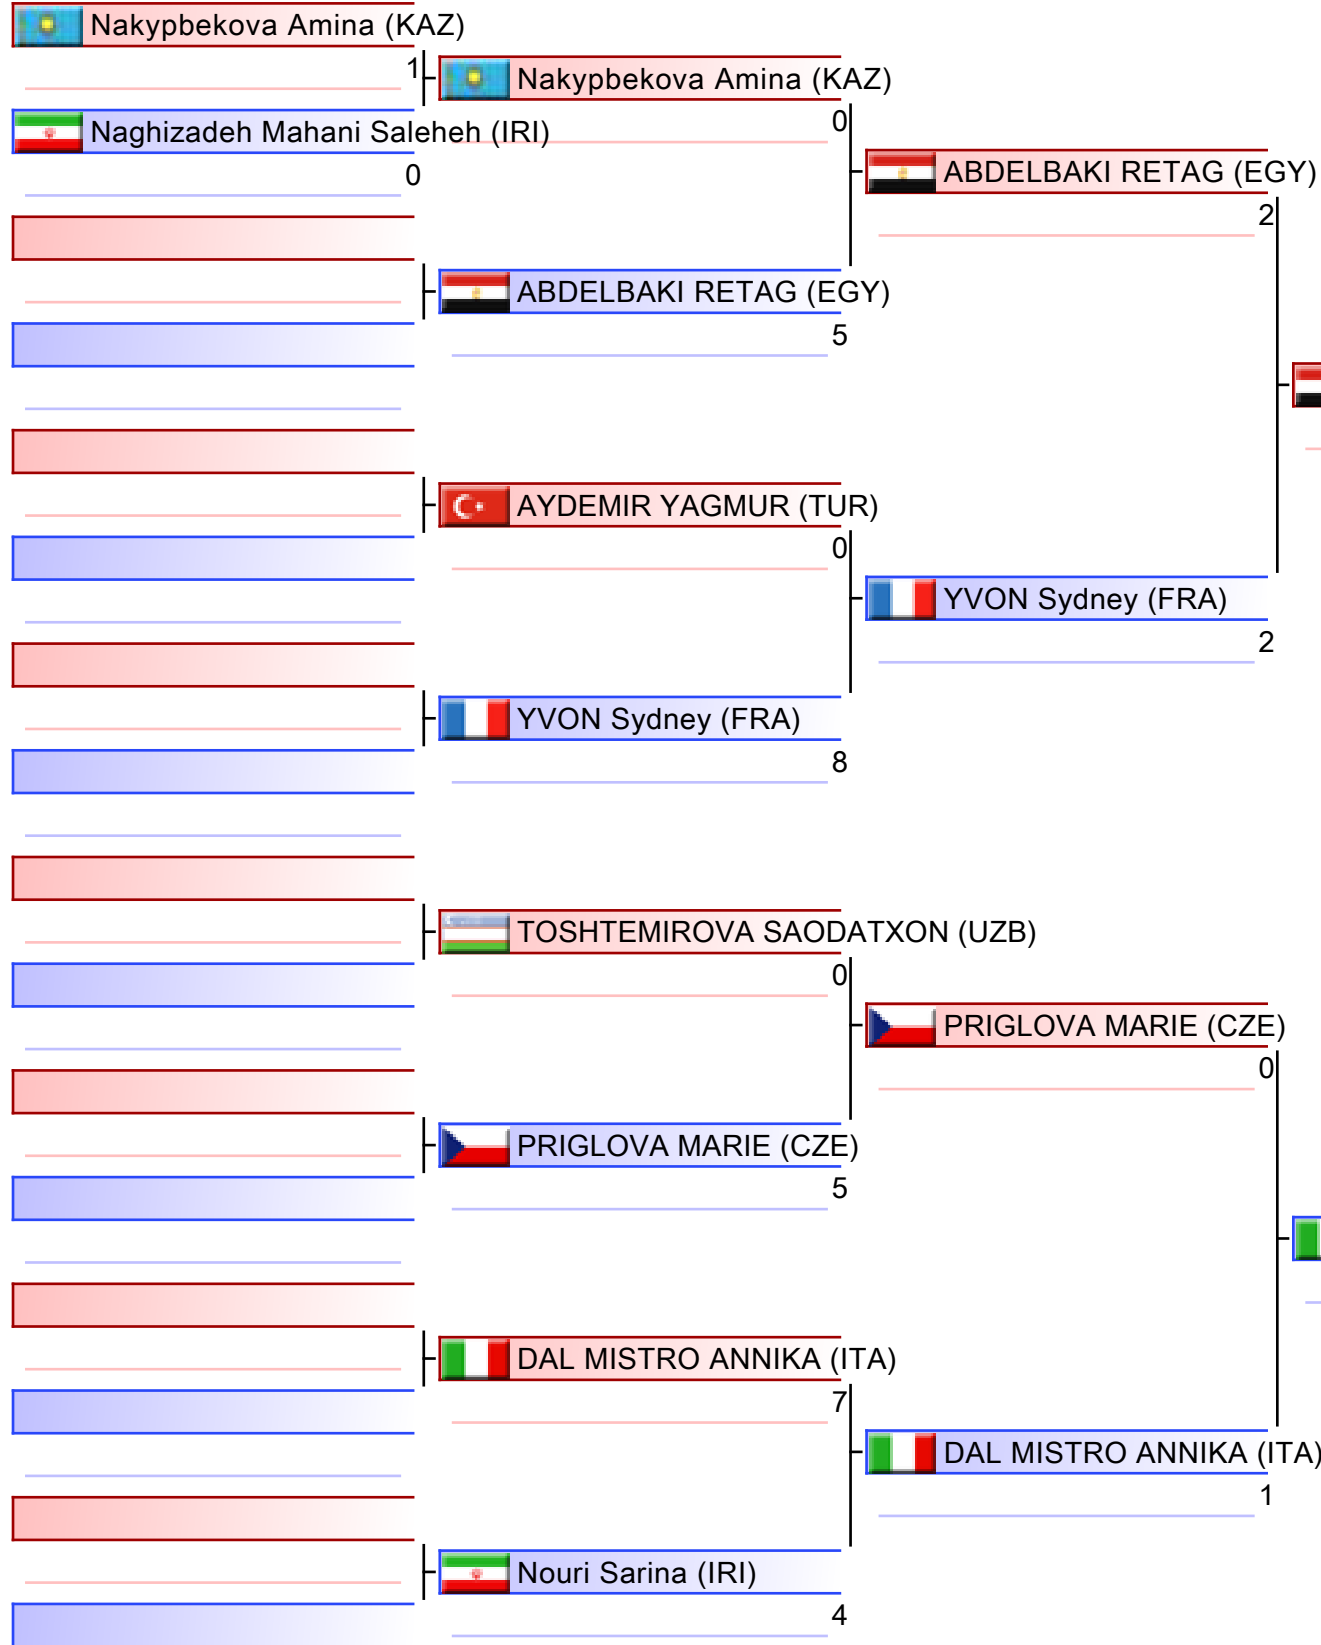 Nakypbekova Amina (KAZ)
1
Nakypbekova Amina (KAZ)
0
Naghizadeh Mahani Saleheh (IRI)
0
ABDELBAKI RETAG (EGY)
2
ABDELBAKI RETAG (EGY)
5
AYDEMIR YAGMUR (TUR)
0
YVON Sydney (FRA)
2
YVON Sydney (FRA)
8
TOSHTEMIROVA SAODATXON (UZB)
0
PRIGLOVA MARIE (CZE)
0
PRIGLOVA MARIE (CZE)
5
DAL MISTRO ANNIKA (ITA)
7
DAL MISTRO ANNIKA (ITA)
1
Nouri Sarina (IRI)
4